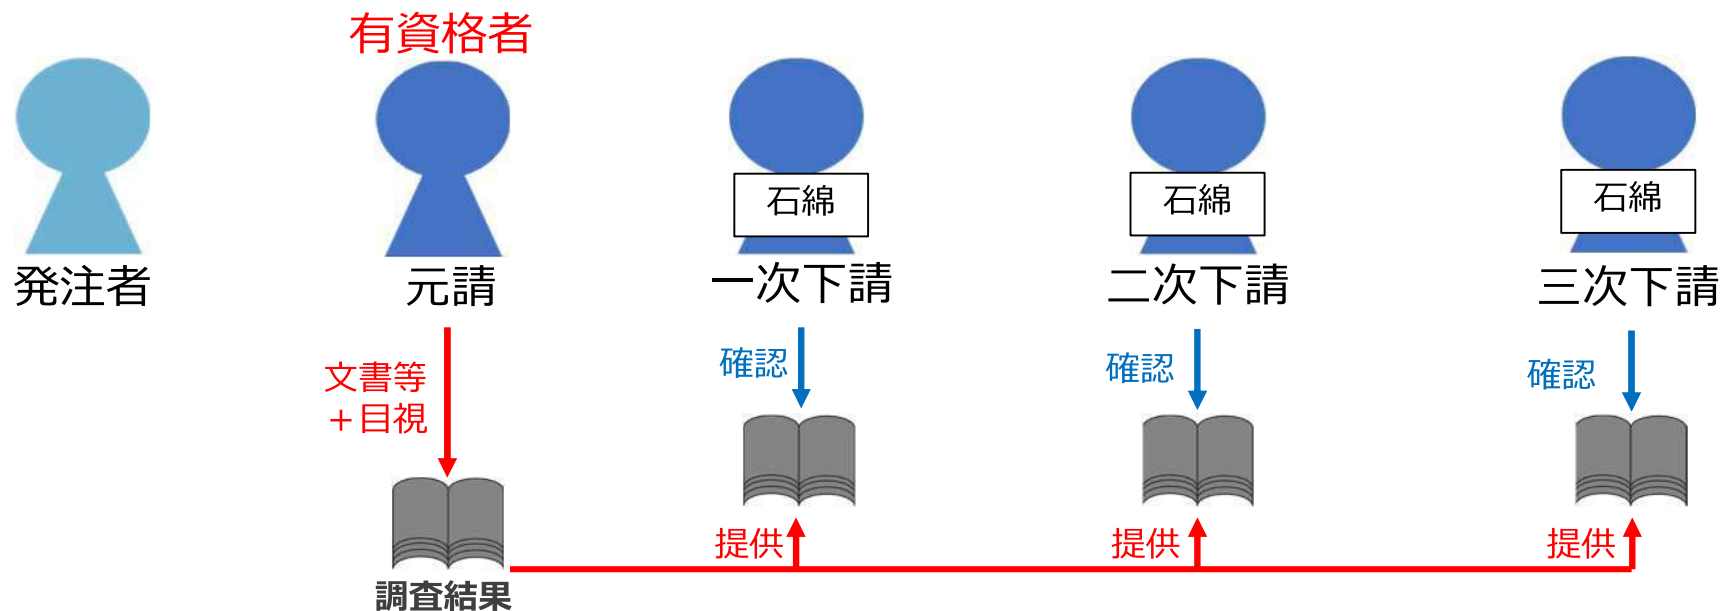 有資格者
石綿
石綿
石綿
発注者
元請
一次下請
二次下請
三次下請
文書等
＋目視
確認
確認
確認
提供
提供
提供
調査結果